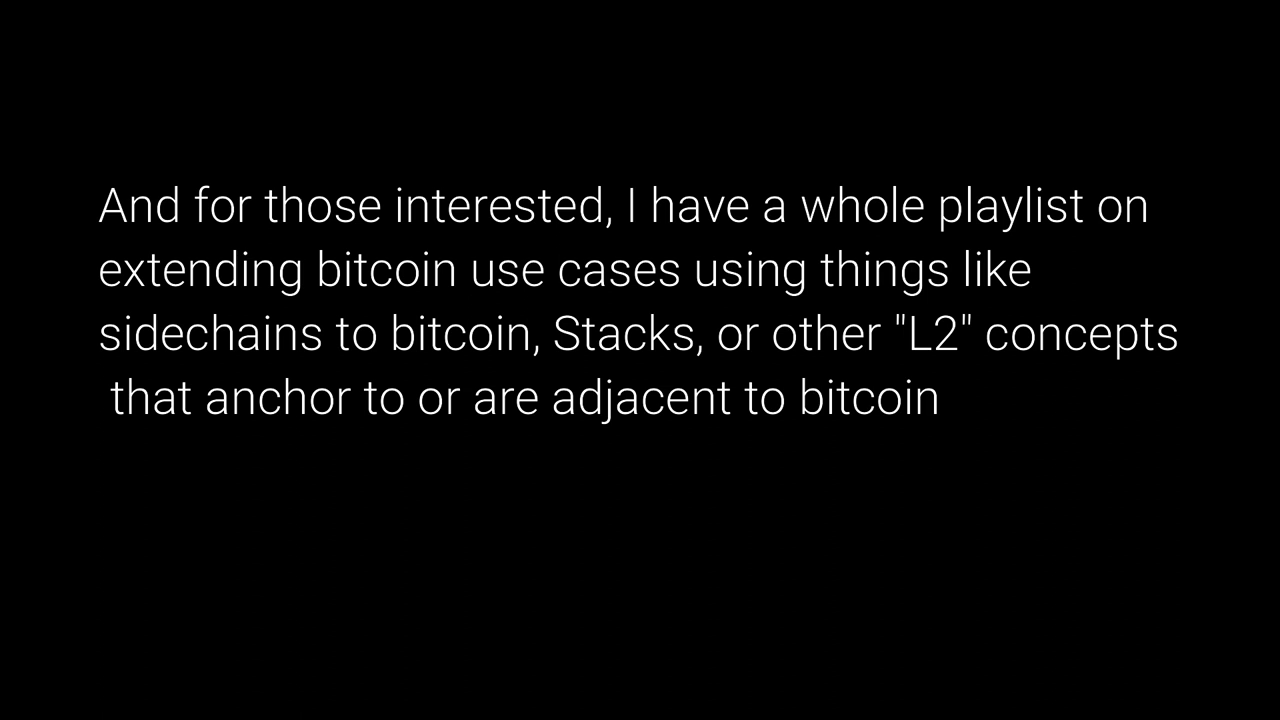 And for those interested, I have a whole playlist on
extending bitcoin use cases using things like
sidechains to bitcoin, Stacks, or other "L2" concepts
that anchor to or are adjacent to bitcoin